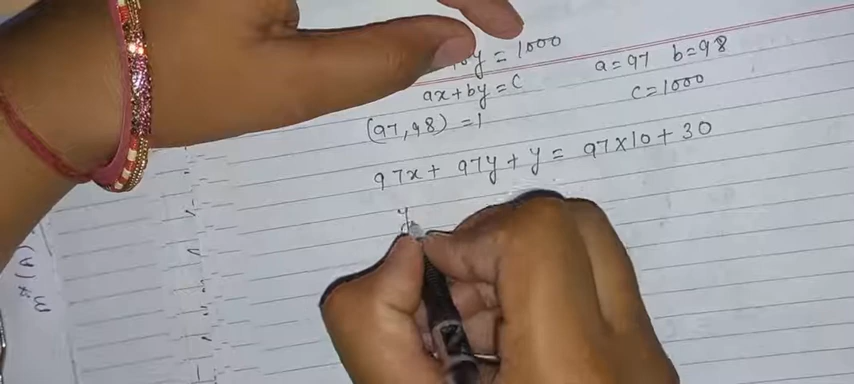 y = 1000
a = 97 b = 98
ax + by = c
c = 1000
(97, 98) = 1
97x + 97y + y = 97 × 10 + 30
y